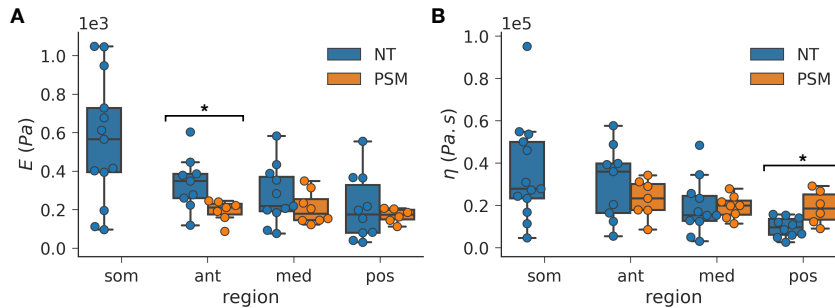 A
1e3
E (Pa)
1.0
0.8
0.6
0.4
0.2
0.0
NT
PSM
*
som ant med pos
region
B
1e5
η (Pa.s)
1.0
0.8
0.6
0.4
0.2
0.0
NT
PSM
*
som ant med pos
region